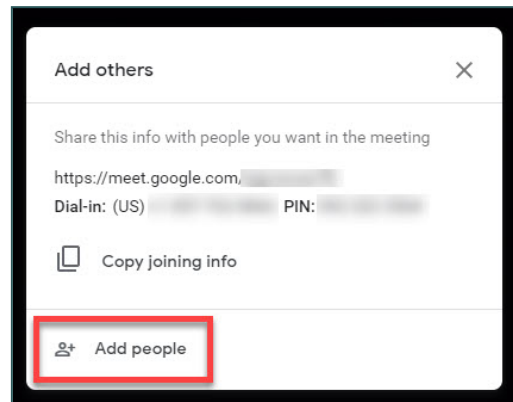 Add others
Share this info with people you want in the meeting
https://meet.google.com/
Dial-in: (US) PIN:
Copy joining info
Add people